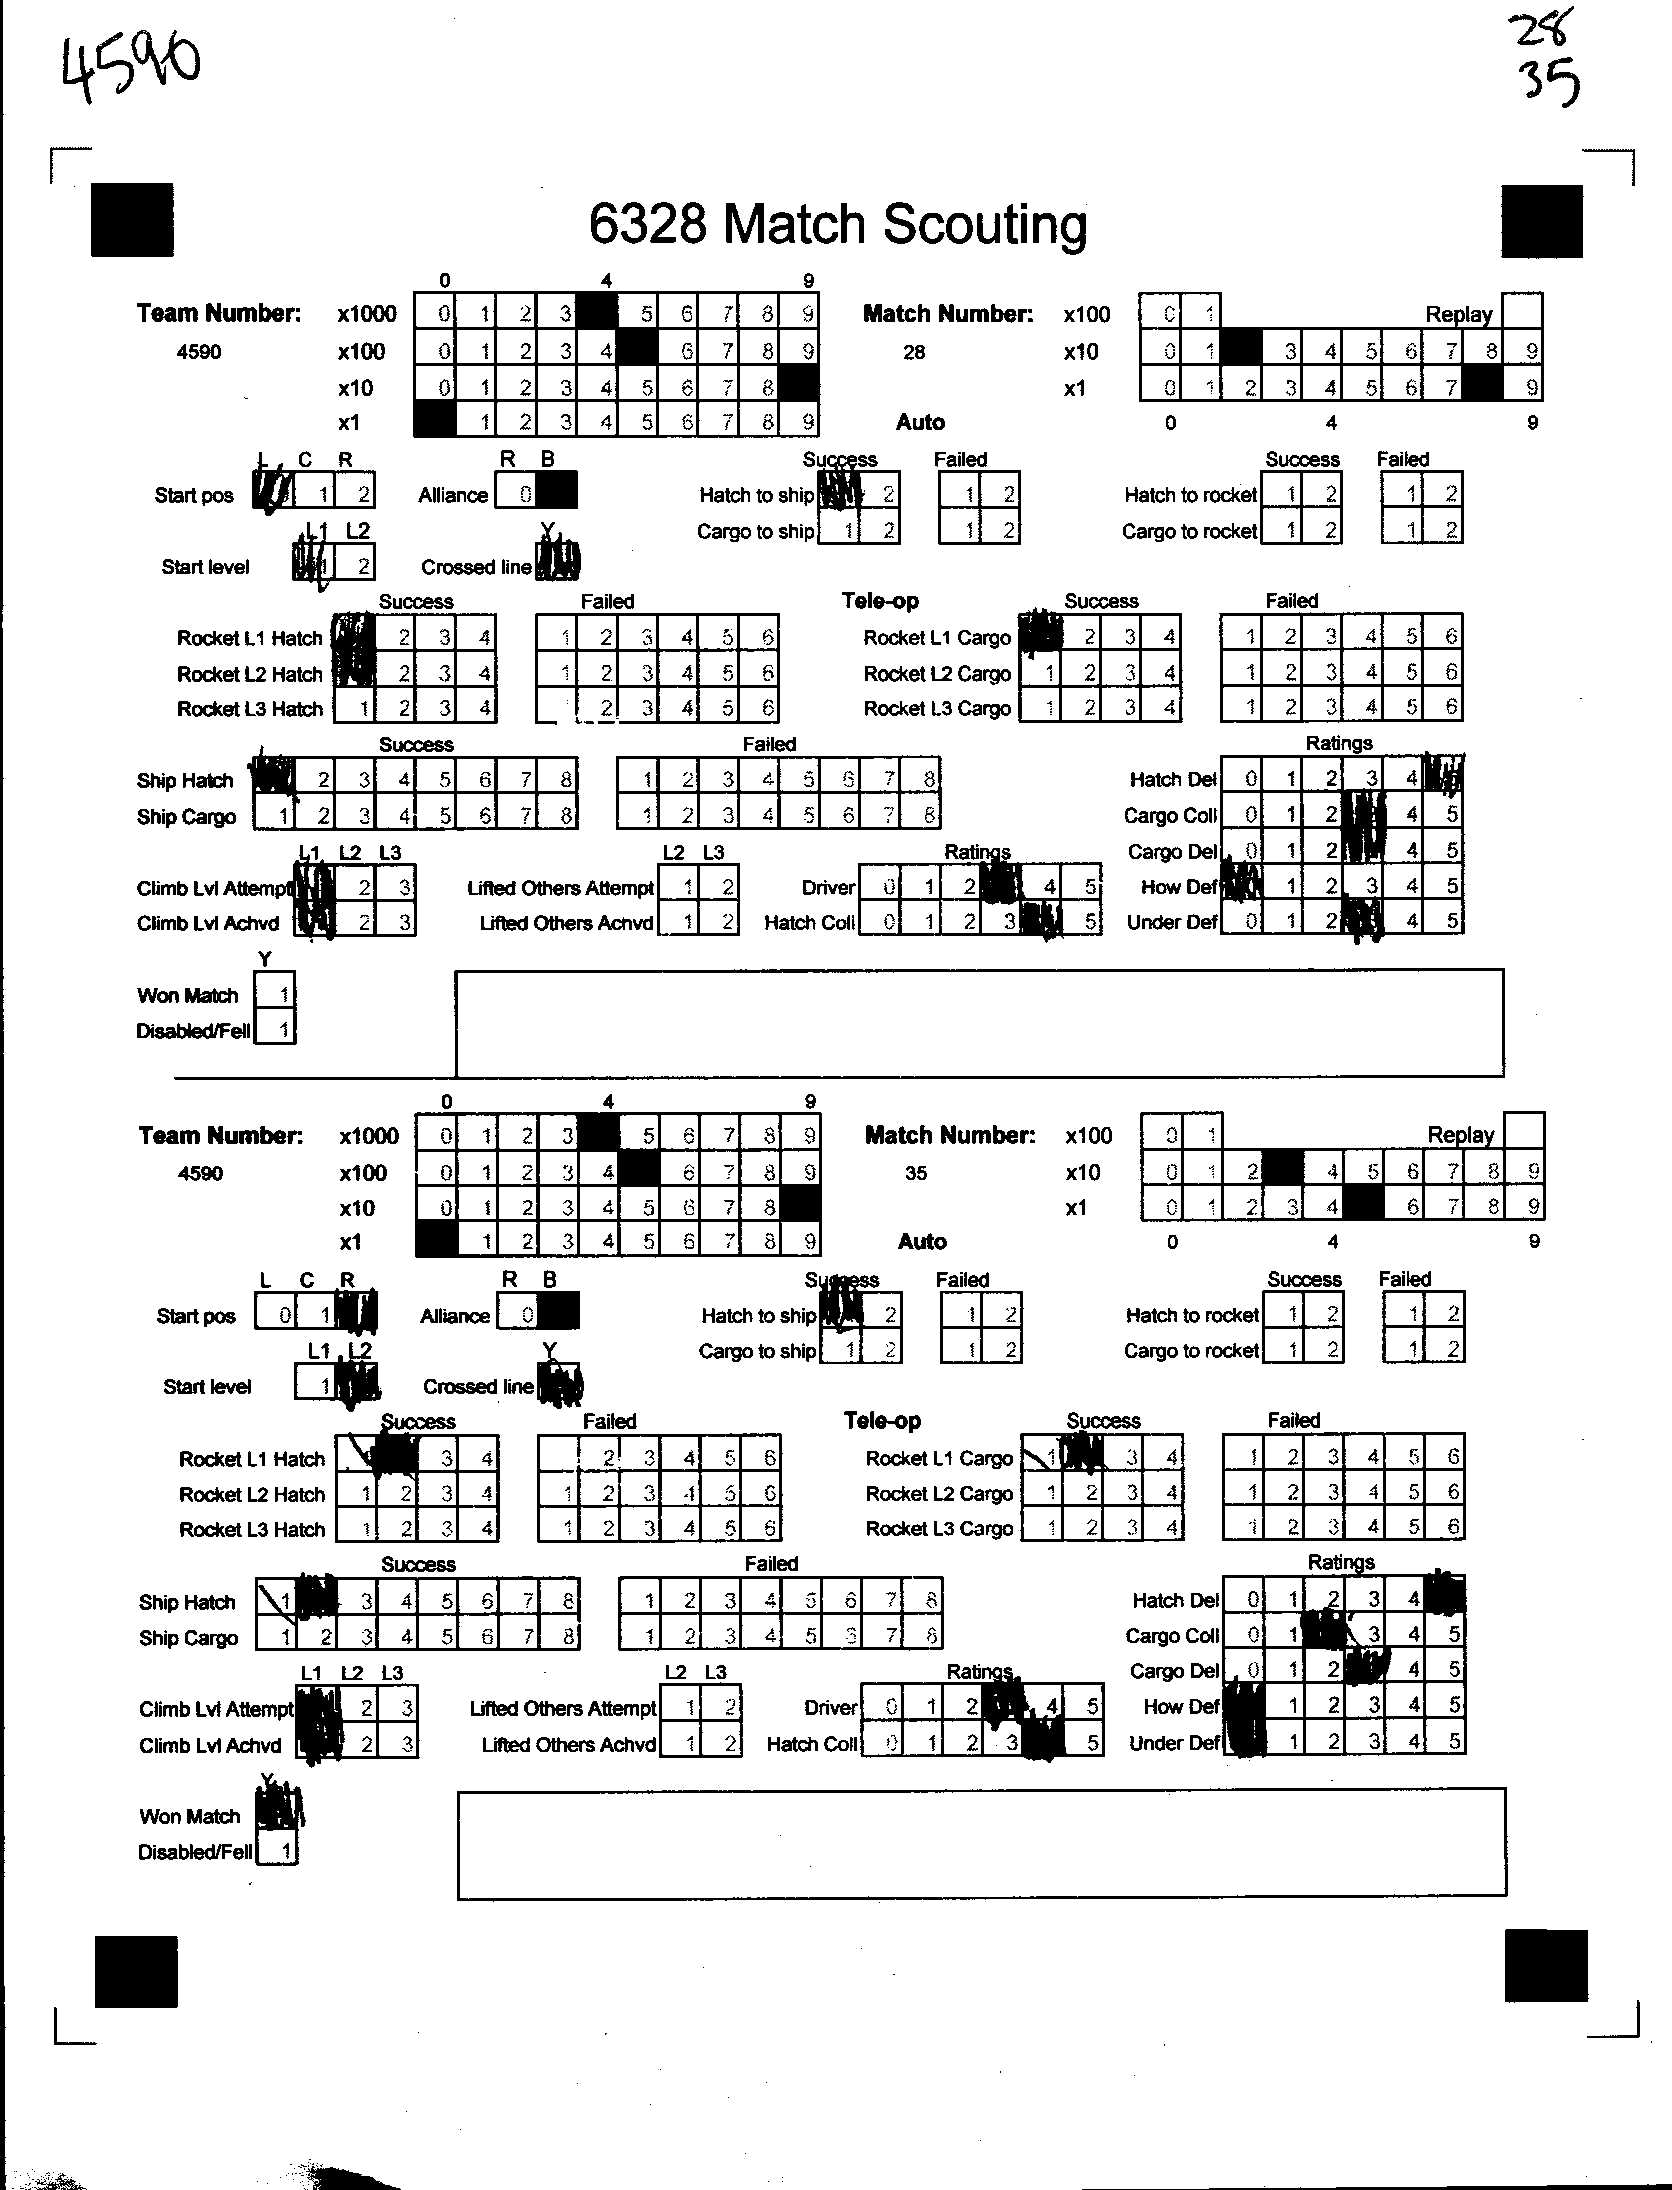 4590
28
35
6328 Match Scouting
0 4 9
Team Number: x1000 0 1 2 3 5 6 7 8 9 Match Number: x100 0 1 Replay
4590 x100 0 1 2 3 4 6 7 8 9 28 x10 0 1 3 4 5 6 7 8 9
x10 0 1 2 3 4 5 6 7 8 x1 0 1 2 3 4 5 6 7 9
x1 1 2 3 4 5 6 7 8 9 Auto 0 4 9
L C R R B Success Failed Success Failed
Start pos 1 2 Alliance 0 Hatch to ship 2 1 2 Hatch to rocket 1 2 1 2
L1 L2 Y Cargo to ship 1 2 1 2 Cargo to rocket 1 2 1 2
Start level 1 2 Crossed line
Success Failed Tele-op Success Failed
Rocket L1 Hatch 2 3 4 1 2 3 4 5 6 Rocket L1 Cargo 2 3 4 1 2 3 4 5 6
Rocket L2 Hatch 2 3 4 1 2 3 4 5 6 Rocket L2 Cargo 1 2 3 4 1 2 3 4 5 6
Rocket L3 Hatch 1 2 3 4 2 3 4 5 6 Rocket L3 Cargo 1 2 3 4 1 2 3 4 5 6
Success Failed Ratings
Ship Hatch 2 3 4 5 6 7 8 1 2 3 4 5 6 7 8 Hatch Del 0 1 2 3 4
Ship Cargo 1 2 3 4 5 6 7 8 1 2 3 4 5 6 7 8 Cargo Coll 0 1 2 4 5
L1 L2 L3 L2 L3 Ratings Cargo Del 0 1 2 4 5
Climb Lvl Attempt 2 3 Lifted Others Attempt 1 2 Driver 0 1 2 4 5 How Def 1 2 3 4 5
Climb Lvl Achvd 2 3 Lifted Others Achvd 1 2 Hatch Coll 0 1 2 3 5 Under Def 0 1 2 4 5
Y
Won Match 1
Disabled/Fell 1
0 4 9
Team Number: x1000 0 1 2 3 5 6 7 8 9 Match Number: x100 0 1 Replay
4590 x100 0 1 2 3 4 6 7 8 9 35 x10 0 1 2 4 5 6 7 8 9
x10 0 1 2 3 4 5 6 7 8 x1 0 1 2 3 4 6 7 8 9
x1 1 2 3 4 5 6 7 8 9 Auto 0 4 9
L C R R B Success Failed Success Failed
Start pos 0 1 Alliance 0 Hatch to ship 2 1 2 Hatch to rocket 1 2 1 2
L1 L2 Y Cargo to ship 1 2 1 2 Cargo to rocket 1 2 1 2
Start level 1 Crossed line
Success Failed Tele-op Success Failed
Rocket L1 Hatch 3 4 2 3 4 5 6 Rocket L1 Cargo 1 3 4 1 2 3 4 5 6
Rocket L2 Hatch 1 2 3 4 1 2 3 4 5 6 Rocket L2 Cargo 1 2 3 4 1 2 3 4 5 6
Rocket L3 Hatch 1 2 3 4 1 2 3 4 5 6 Rocket L3 Cargo 1 2 3 4 1 2 3 4 5 6
Success Failed Ratings
Ship Hatch 1 3 4 5 6 7 8 1 2 3 4 5 6 7 8 Hatch Del 0 1 2 3 4
Ship Cargo 1 2 3 4 5 6 7 8 1 2 3 4 5 6 7 8 Cargo Coll 0 1 3 4 5
L1 L2 L3 L2 L3 Ratings Cargo Del 0 1 2 4 5
Climb Lvl Attempt 2 3 Lifted Others Attempt 1 2 Driver 0 1 2 4 5 How Def 1 2 3 4 5
Climb Lvl Achvd 2 3 Lifted Others Achvd 1 2 Hatch Coll 0 1 2 3 5 Under Def 1 2 3 4 5
Y
Won Match
Disabled/Fell 1